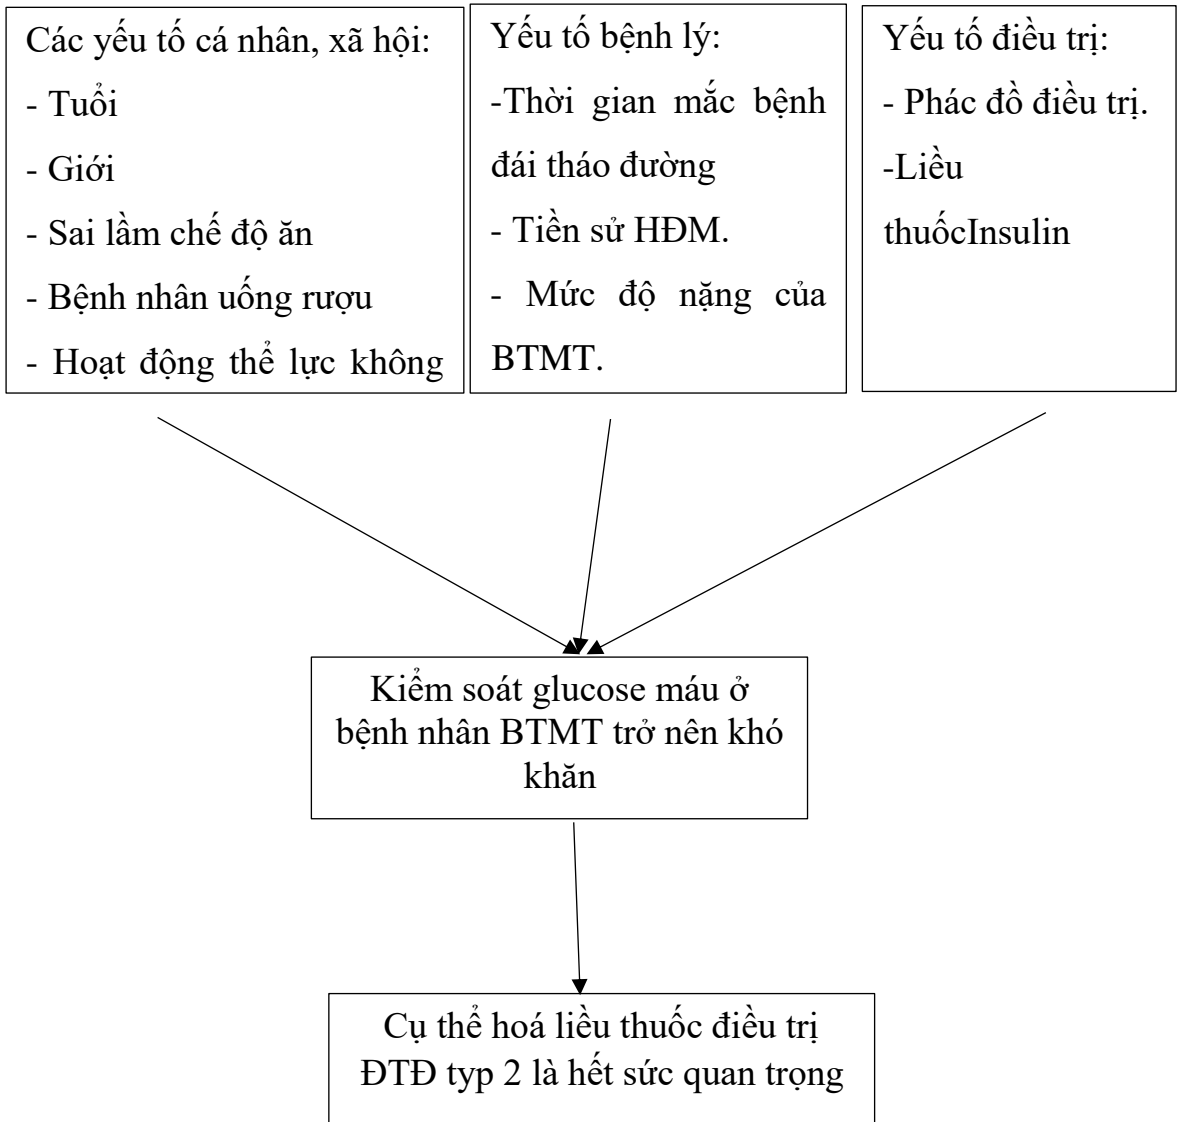 Các yếu tố cá nhân, xã hội:
- Tuổi
- Giới
- Sai lầm chế độ ăn
- Bệnh nhân uống rượu
- Hoạt động thể lực không
Yếu tố bệnh lý:
-Thời gian mắc bệnh
đái tháo đường
- Tiền sử HĐM.
- Mức độ nặng của
BTMT.
Yếu tố điều trị:
- Phác đồ điều trị.
-Liều
thuốcInsulin
Kiểm soát glucose máu ở
bệnh nhân BTMT trở nên khó
khăn
Cụ thể hoá liều thuốc điều trị
ĐTĐ typ 2 là hết sức quan trọng